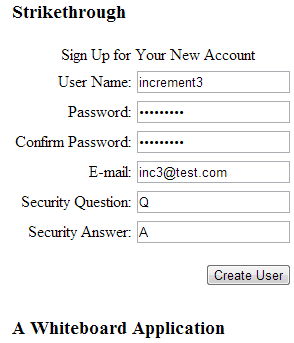 Strikethrough
Sign Up for Your New Account
User Name: increment3
Password: •••••••••
Confirm Password: •••••••••
E-mail: inc3@test.com
Security Question: Q
Security Answer: A
Create User
A Whiteboard Application